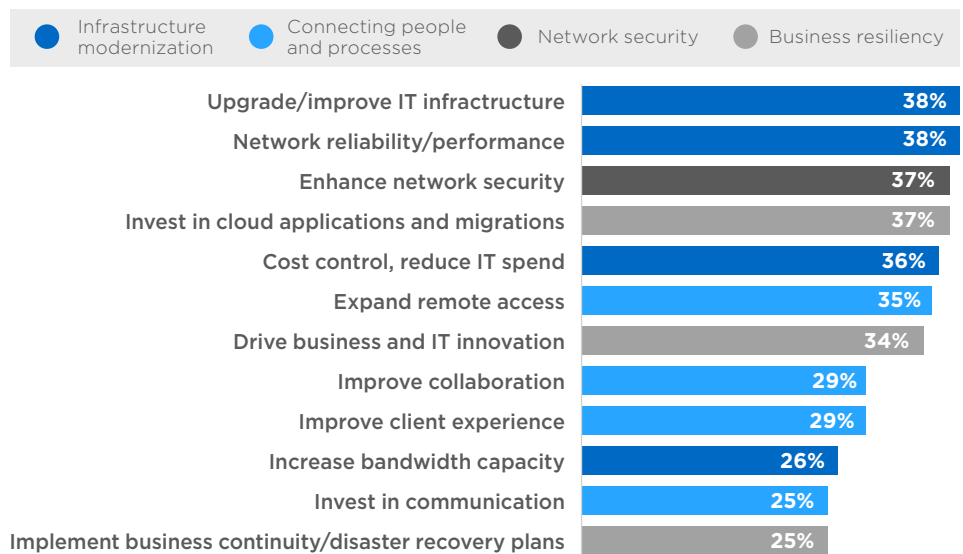 Infrastructure
modernization
Connecting people
and processes
Network security
Business resiliency
Upgrade/improve IT infractructure 38%
Network reliability/performance 38%
Enhance network security 37%
Invest in cloud applications and migrations 37%
Cost control, reduce IT spend 36%
Expand remote access 35%
Drive business and IT innovation 34%
Improve collaboration 29%
Improve client experience 29%
Increase bandwidth capacity 26%
Invest in communication 25%
Implement business continuity/disaster recovery plans 25%